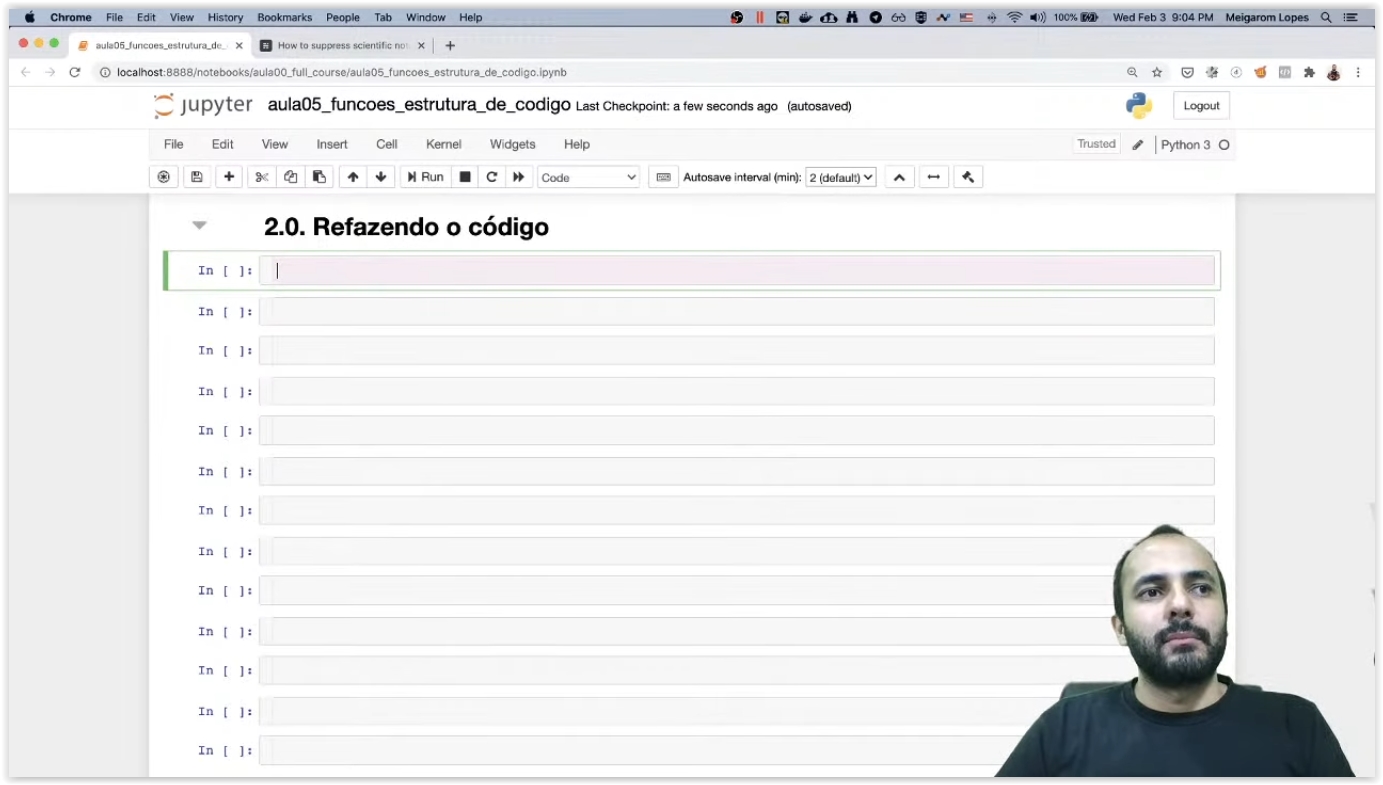 Chrome File Edit View History Bookmarks People Tab Window Help 100% Wed Feb 3 9:04 PM Meigarom Lopes
aula05_funcoes_estrutura_de_ How to suppress scientific not
localhost:8888/notebooks/aula00_full_course/aula05_funcoes_estrutura_de_codigo.ipynb
jupyter aula05_funcoes_estrutura_de_codigo Last Checkpoint: a few seconds ago (autosaved) Logout
File Edit View Insert Cell Kernel Widgets Help Trusted Python 3
Run Code Autosave interval (min): 2 (default)
2.0. Refazendo o código
In [ ]:
In [ ]:
In [ ]:
In [ ]:
In [ ]:
In [ ]:
In [ ]:
In [ ]:
In [ ]:
In [ ]:
In [ ]:
In [ ]:
In [ ]: